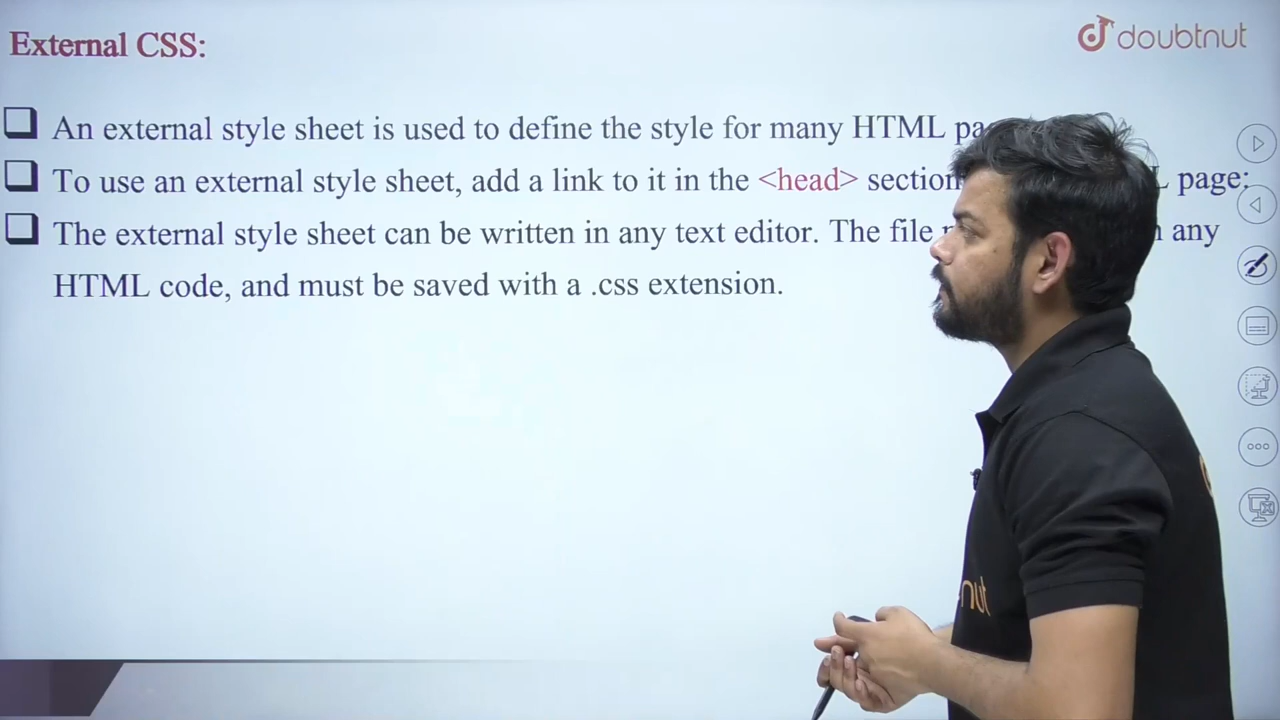 External CSS:
doubtnut
An external style sheet is used to define the style for many HTML
To use an external style sheet, add a link to it in the <head> section page:
The external style sheet can be written in any text editor. The file any
HTML code, and must be saved with a .css extension.